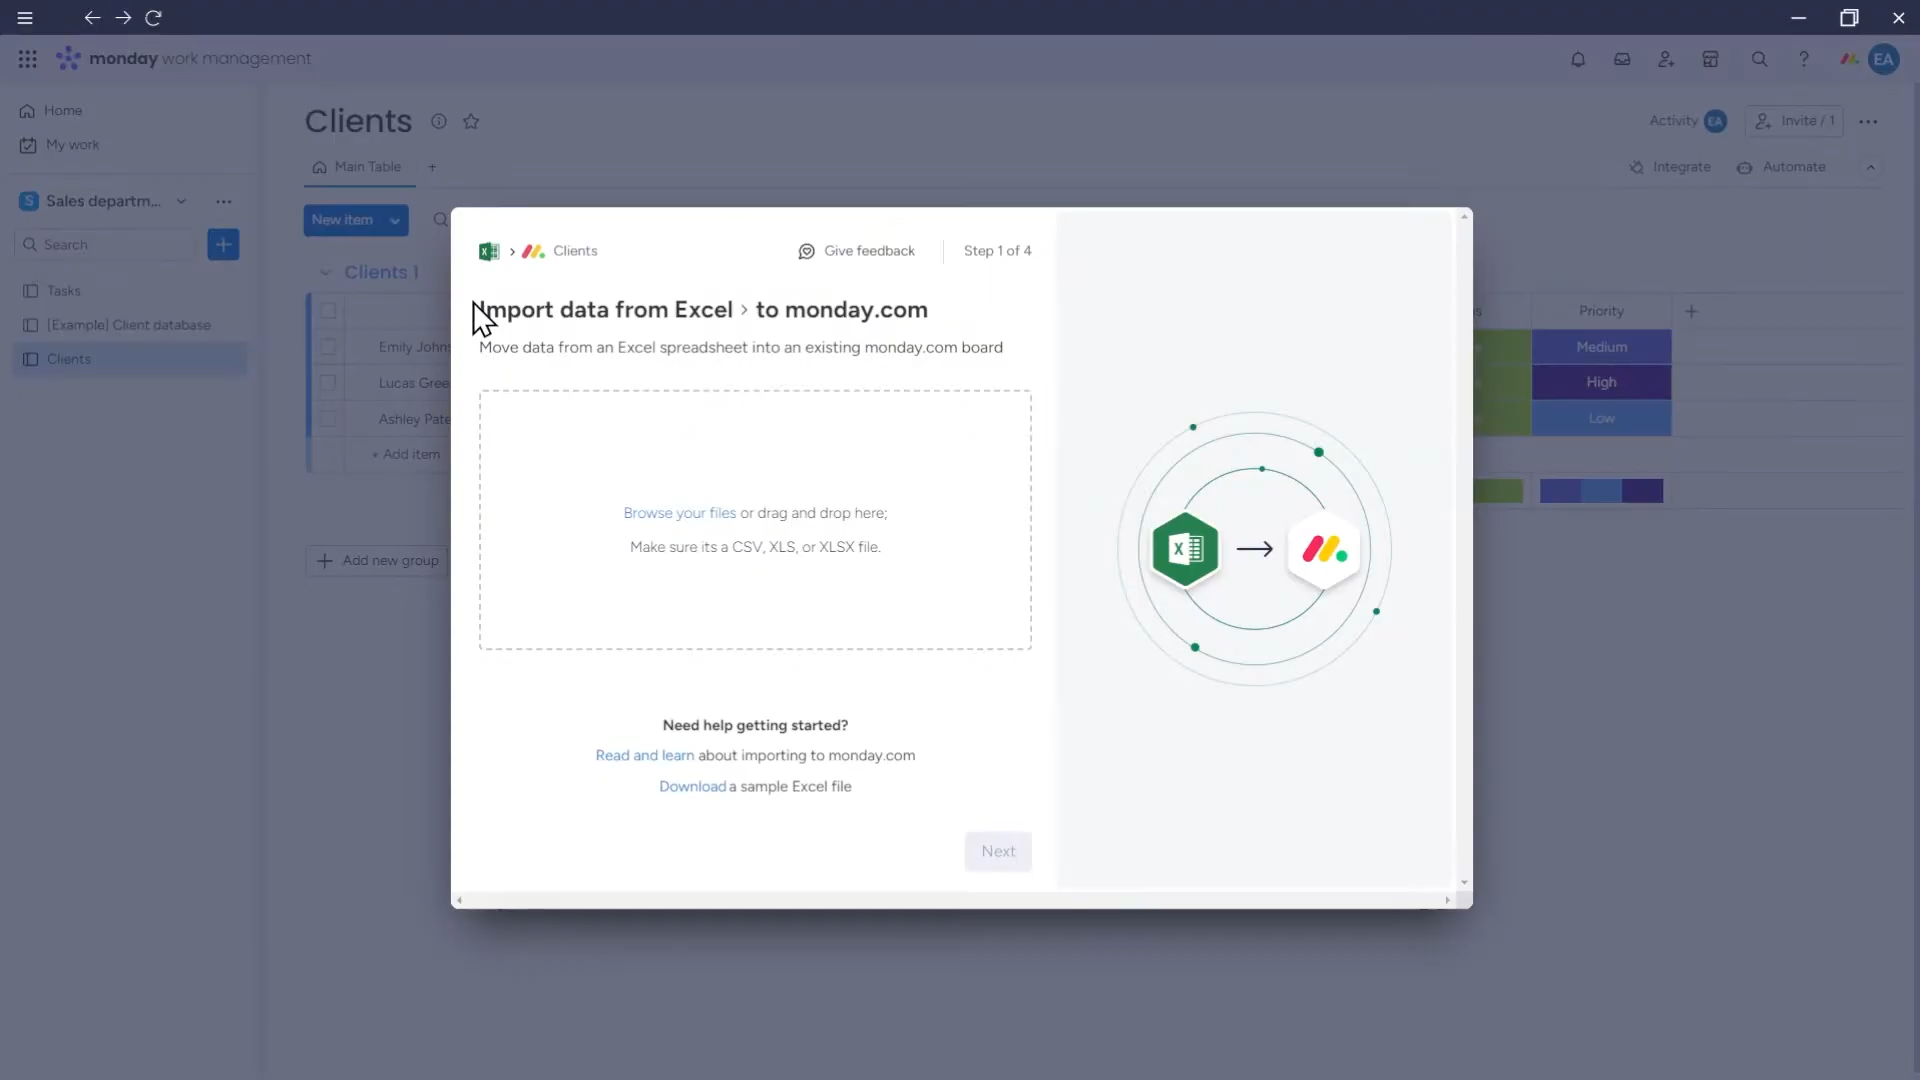 monday work management
EA
Home
My work
S Sales departm...
Search
Tasks
[Example] Client database
Clients
Clients
Activity EA
Invite / 1
Main Table
+
Integrate
Automate
New item
Clients 1
Priority
Emily Johns
Medium
Lucas Gree
High
Ashley Pate
Low
+ Add item
Add new group
Clients
Give feedback
Step 1 of 4
Import data from Excel › to monday.com
Move data from an Excel spreadsheet into an existing monday.com board
Browse your files or drag and drop here;
Make sure its a CSV, XLS, or XLSX file.
Need help getting started?
Read and learn about importing to monday.com
Download a sample Excel file
Next